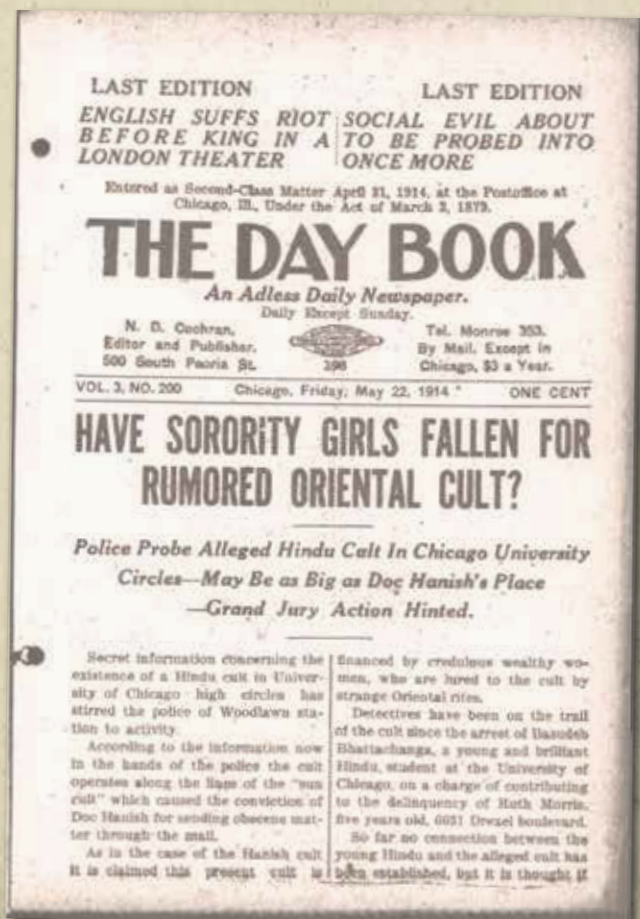 LAST EDITION LAST EDITION
ENGLISH SUFFS RIOT
BEFORE KING IN A
LONDON THEATER
SOCIAL EVIL ABOUT
TO BE PROBED INTO
ONCE MORE
Entered as Second-Class Matter April 21, 1914, at the Postoffice at
Chicago, Ill., Under the Act of March 3, 1879.
THE DAY BOOK
An Adless Daily Newspaper.
Daily Except Sunday.
N. D. Cochran,
Editor and Publisher,
500 South Peoria St.
398
Tel. Monroe 353.
By Mail, Except in
Chicago, $3 a Year.
VOL. 3, NO. 200 Chicago, Friday, May 22, 1914 ONE CENT
HAVE SORORITY GIRLS FALLEN FOR
RUMORED ORIENTAL CULT?
Police Probe Alleged Hindu Cult In Chicago University
Circles—May Be as Big as Doc Hanish's Place
—Grand Jury Action Hinted.
Secret information concerning the
existence of a Hindu cult in Univer-
sity of Chicago high circles has
stirred the police of Woodlawn sta-
tion to activity.
According to the information now
in the hands of the police the cult
operates along the lines of the "sun
cult" which caused the conviction of
Doc Hanish for sending obscene mat-
ter through the mail.
As in the case of the Hanish cult
it is claimed this present cult is
financed by credulous wealthy wo-
men, who are lured to the cult by
strange Oriental rites.
Detectives have been on the trail
of the cult since the arrest of Basudeb
Bhattachanga, a young and brilliant
Hindu, student at the University of
Chicago, on a charge of contributing
to the delinquency of Ruth Morris,
five years old, Drexel boulevard.
So far no connection between the
young Hindu and the alleged cult has
been established, but it is thought if